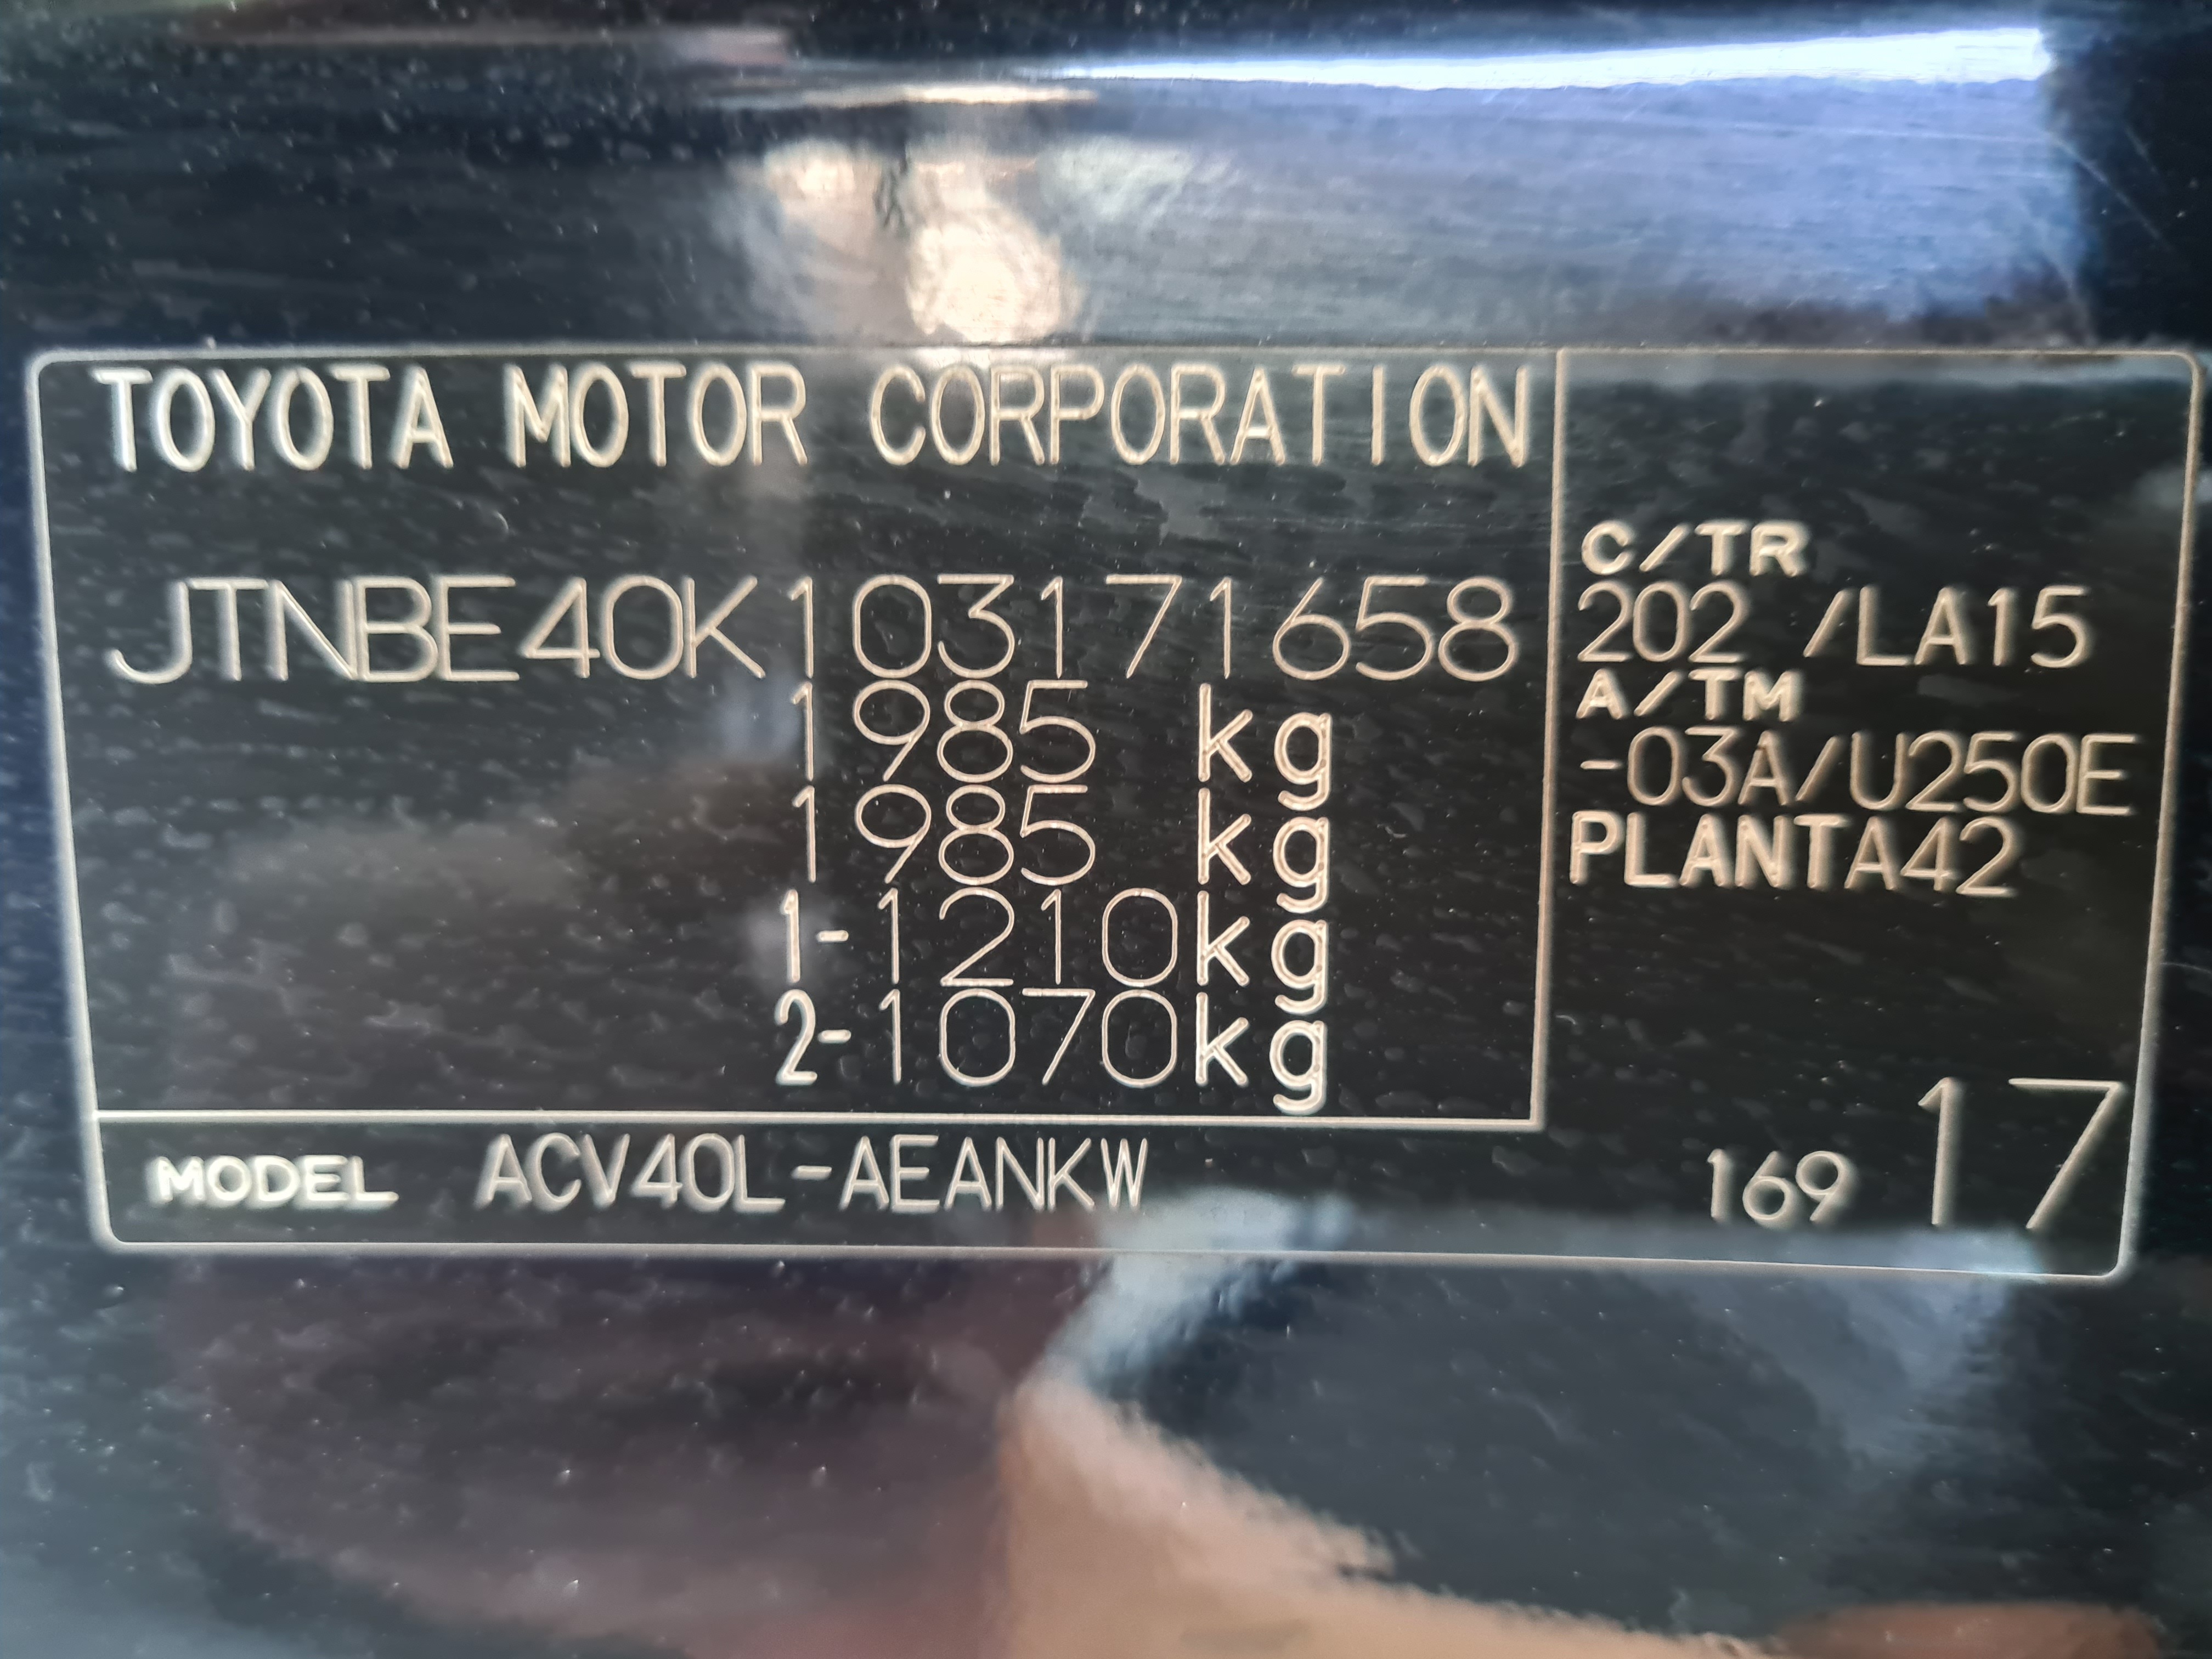 TOYOTA MOTOR CORPORATION
JTNBE40K103171658
1985 kg
1985 kg
1-1210kg
2-1070kg
MODEL ACV40L-AEANKW
C/TR
202 /LA15
A/TM
-03A/U250E
PLANTA42
169 17